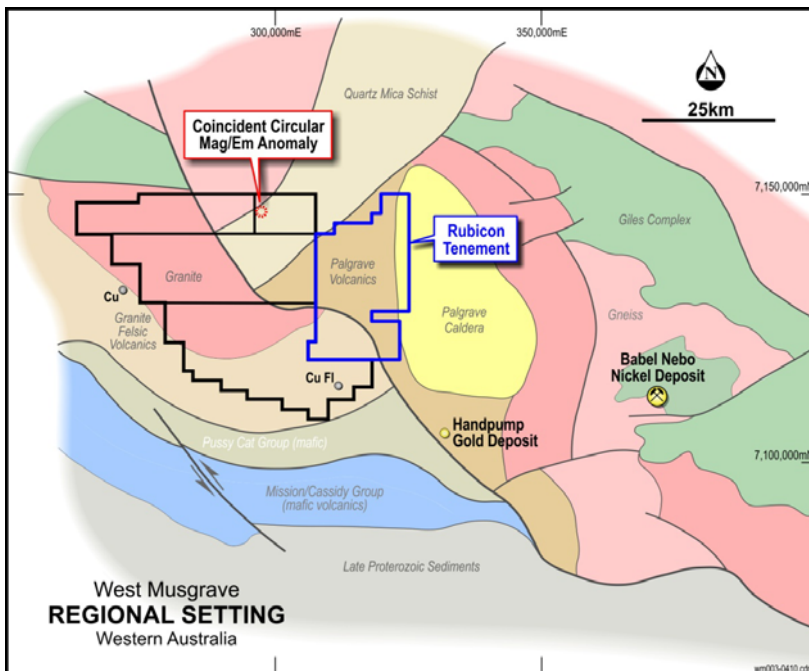 300,000mE
350,000mE
Quartz Mica Schist
N
25km
Coincident Circular
Mag/Em Anomaly
7,150,000mN
Giles Complex
Rubicon
Tenement
Palgrave
Volcanics
Granite
Cu
Palgrave
Caldera
Gneiss
Granite
Felsic
Volcanics
Babel Nebo
Nickel Deposit
Cu Fl
Handpump
Gold Deposit
Pussy Cat Group (mafic)
7,100,000mN
Mission/Cassidy Group
(mafic volcanics)
Late Proterozoic Sediments
West Musgrave
REGIONAL SETTING
Western Australia
wm003-0410.cdr